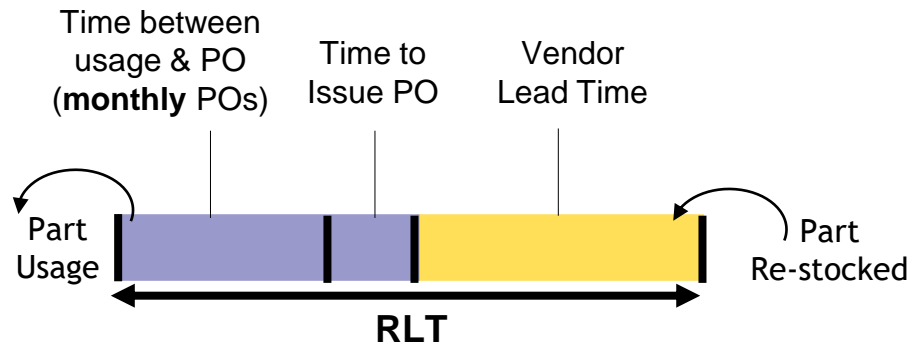 Time between
usage & PO
(monthly POs)
Time to
Issue PO
Vendor
Lead Time
Part
Usage
Part
Re-stocked
RLT